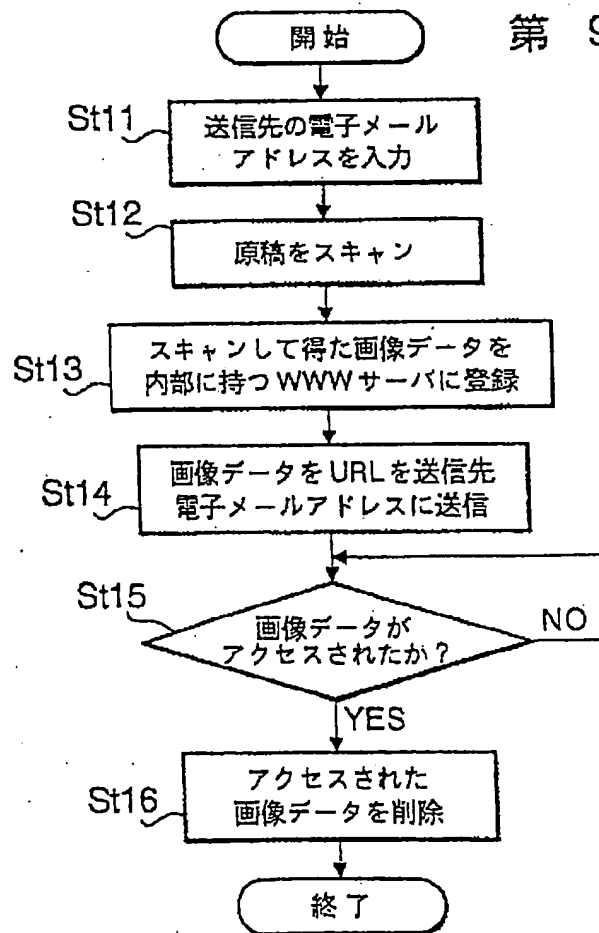 第 9
開始
St11
送信先の電子メール
アドレスを入力
St12
原稿をスキャン
St13
スキャンして得た画像データを
内部に持つWWWサーバに登録
St14
画像データをURLを送信先
電子メールアドレスに送信
St15
画像データが
アクセスされたか？
NO
YES
St16
アクセスされた
画像データを削除
終了